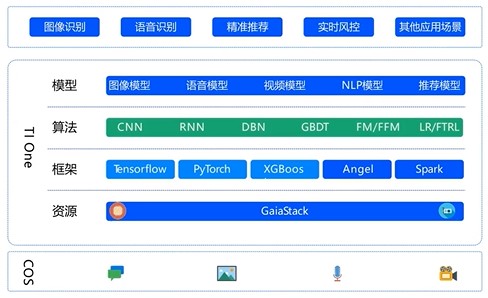 图像识别 语音识别 精准推荐 实时风控 其他应用场景
TI One
模型 图像模型 语音模型 视频模型 NLP模型 推荐模型
算法 CNN RNN DBN GBDT FM/FFM LR/FTRL
框架 Tensorflow PyTorch XGBoos Angel Spark
资源 GaiaStack
COS